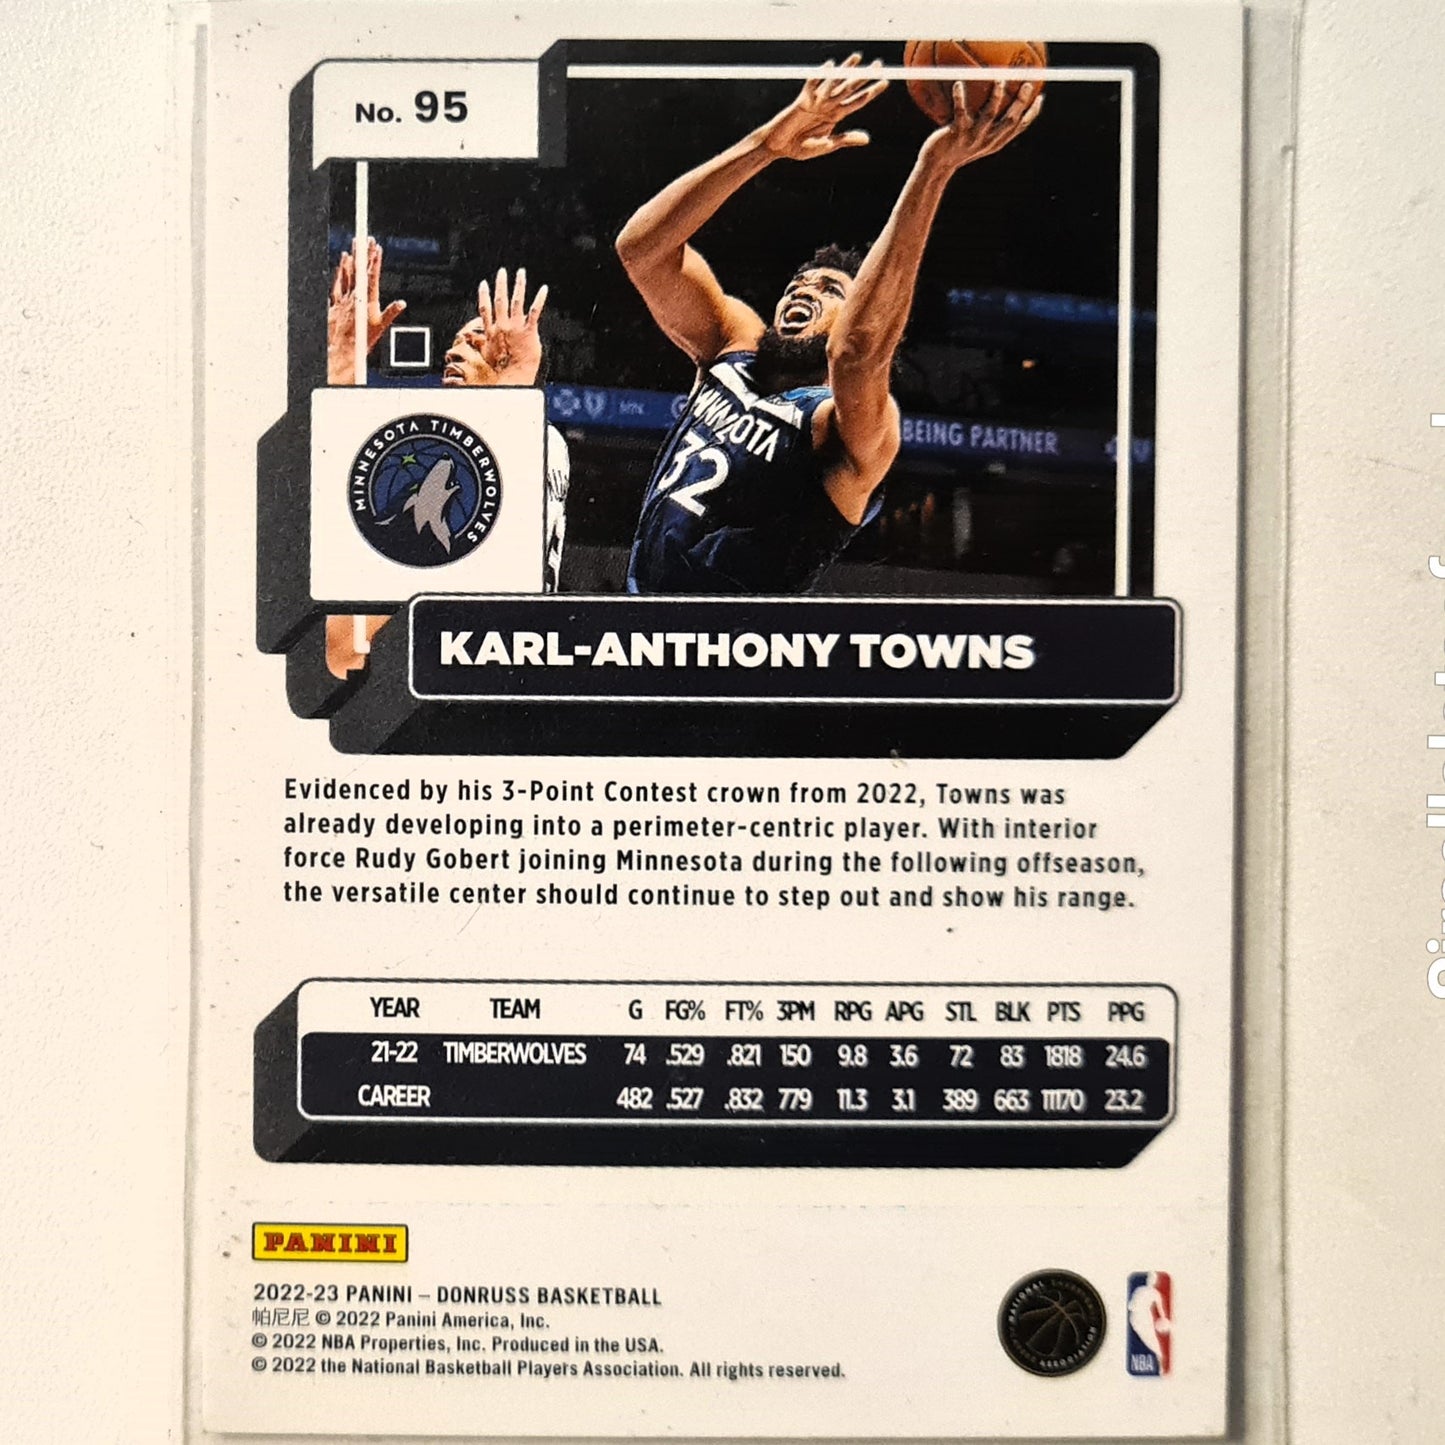 No. 95
BEING PARTNER
MINNESOTA TIMBERWOLVES
32
KARL-ANTHONY TOWNS
Evidenced by his 3-Point Contest crown from 2022, Towns was
already developing into a perimeter-centric player. With interior
force Rudy Gobert joining Minnesota during the following offseason,
the versatile center should continue to step out and show his range.
YEAR TEAM G FG% FT% 3PM RPG APG STL BLK PTS PPG
21-22 TIMBERWOLVES 74 .529 .821 150 9.8 3.6 72 83 1818 24.6
CAREER 482 .527 .832 779 11.3 3.1 389 663 11170 23.2
PANINI
2022-23 PANINI – DONRUSS BASKETBALL
帕尼尼 © 2022 Panini America, Inc.
© 2022 NBA Properties, Inc. Produced in the USA.
© 2022 the National Basketball Players Association. All rights reserved.
NBA